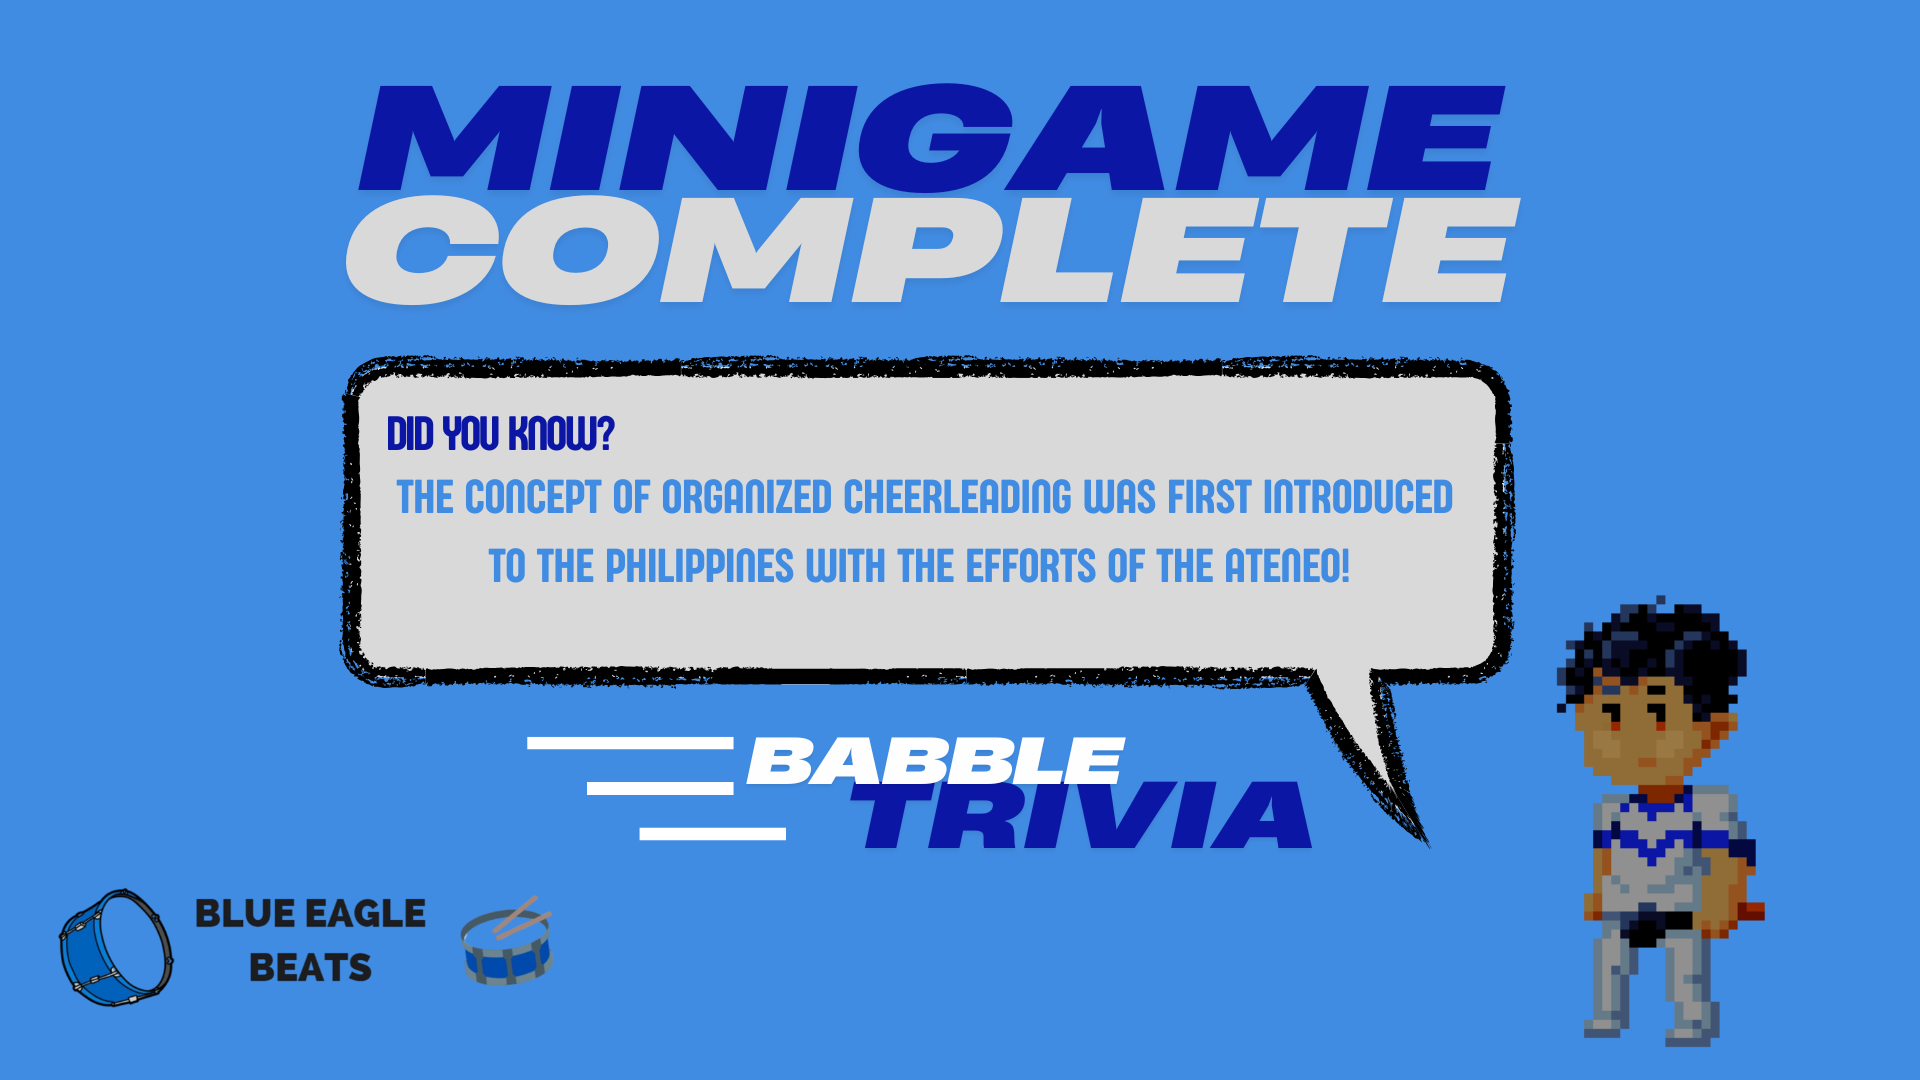 MINIGAME
COMPLETE
DID YOU KNOW?
THE CONCEPT OF ORGANIZED CHEERLEADING WAS FIRST INTRODUCED
TO THE PHILIPPINES WITH THE EFFORTS OF THE ATENEO!
BABBLE
TRIVIA
BLUE EAGLE
BEATS